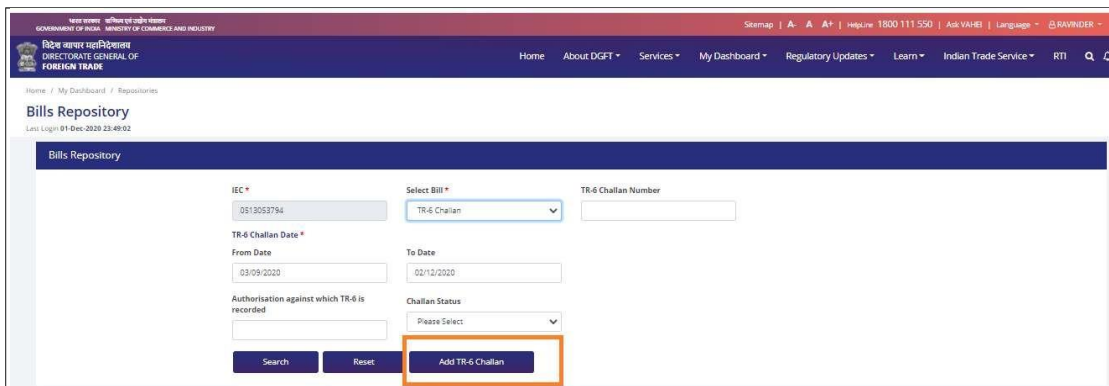 भारत सरकार वाणिज्य एवं उद्योग मंत्रालय
GOVERNMENT OF INDIA MINISTRY OF COMMERCE AND INDUSTRY
Sitemap | A- A A+ | HelpLine 1800 111 550 | Ask VAHEI | Language RAVINDER
विदेश व्यापार महानिदेशालय
DIRECTORATE GENERAL OF
FOREIGN TRADE
Home About DGFT Services My Dashboard Regulatory Updates Learn Indian Trade Service RTI
Home / My Dashboard / Repositories
Bills Repository
Last Login 01-Dec-2020 23:49:02
Bills Repository
IEC * Select Bill * TR-6 Challan Number
0513053794 TR-6 Challan
TR-6 Challan Date *
From Date To Date
03/09/2020 02/12/2020
Authorisation against which TR-6 is recorded Challan Status
Please Select
Search Reset Add TR-6 Challan